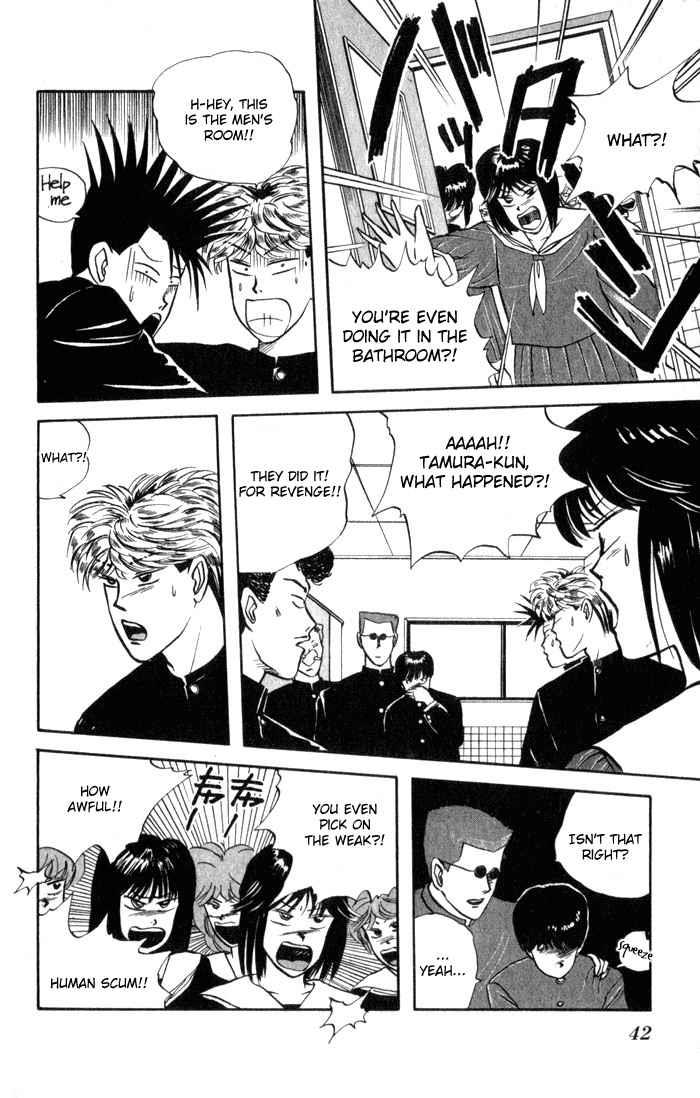 WHAT?!
YOU'RE EVEN
DOING IT IN THE
BATHROOM?!
H-HEY, THIS
IS THE MEN'S
ROOM!!
Help
me
AAAAH!!
TAMURA-KUN,
WHAT HAPPENED?!
THEY DID IT!
FOR REVENGE!!
WHAT?!
ISN'T THAT
RIGHT?
Squeeze
...
YEAH...
YOU EVEN
PICK ON
THE WEAK?!
HOW
AWFUL!!
HUMAN SCUM!!
42